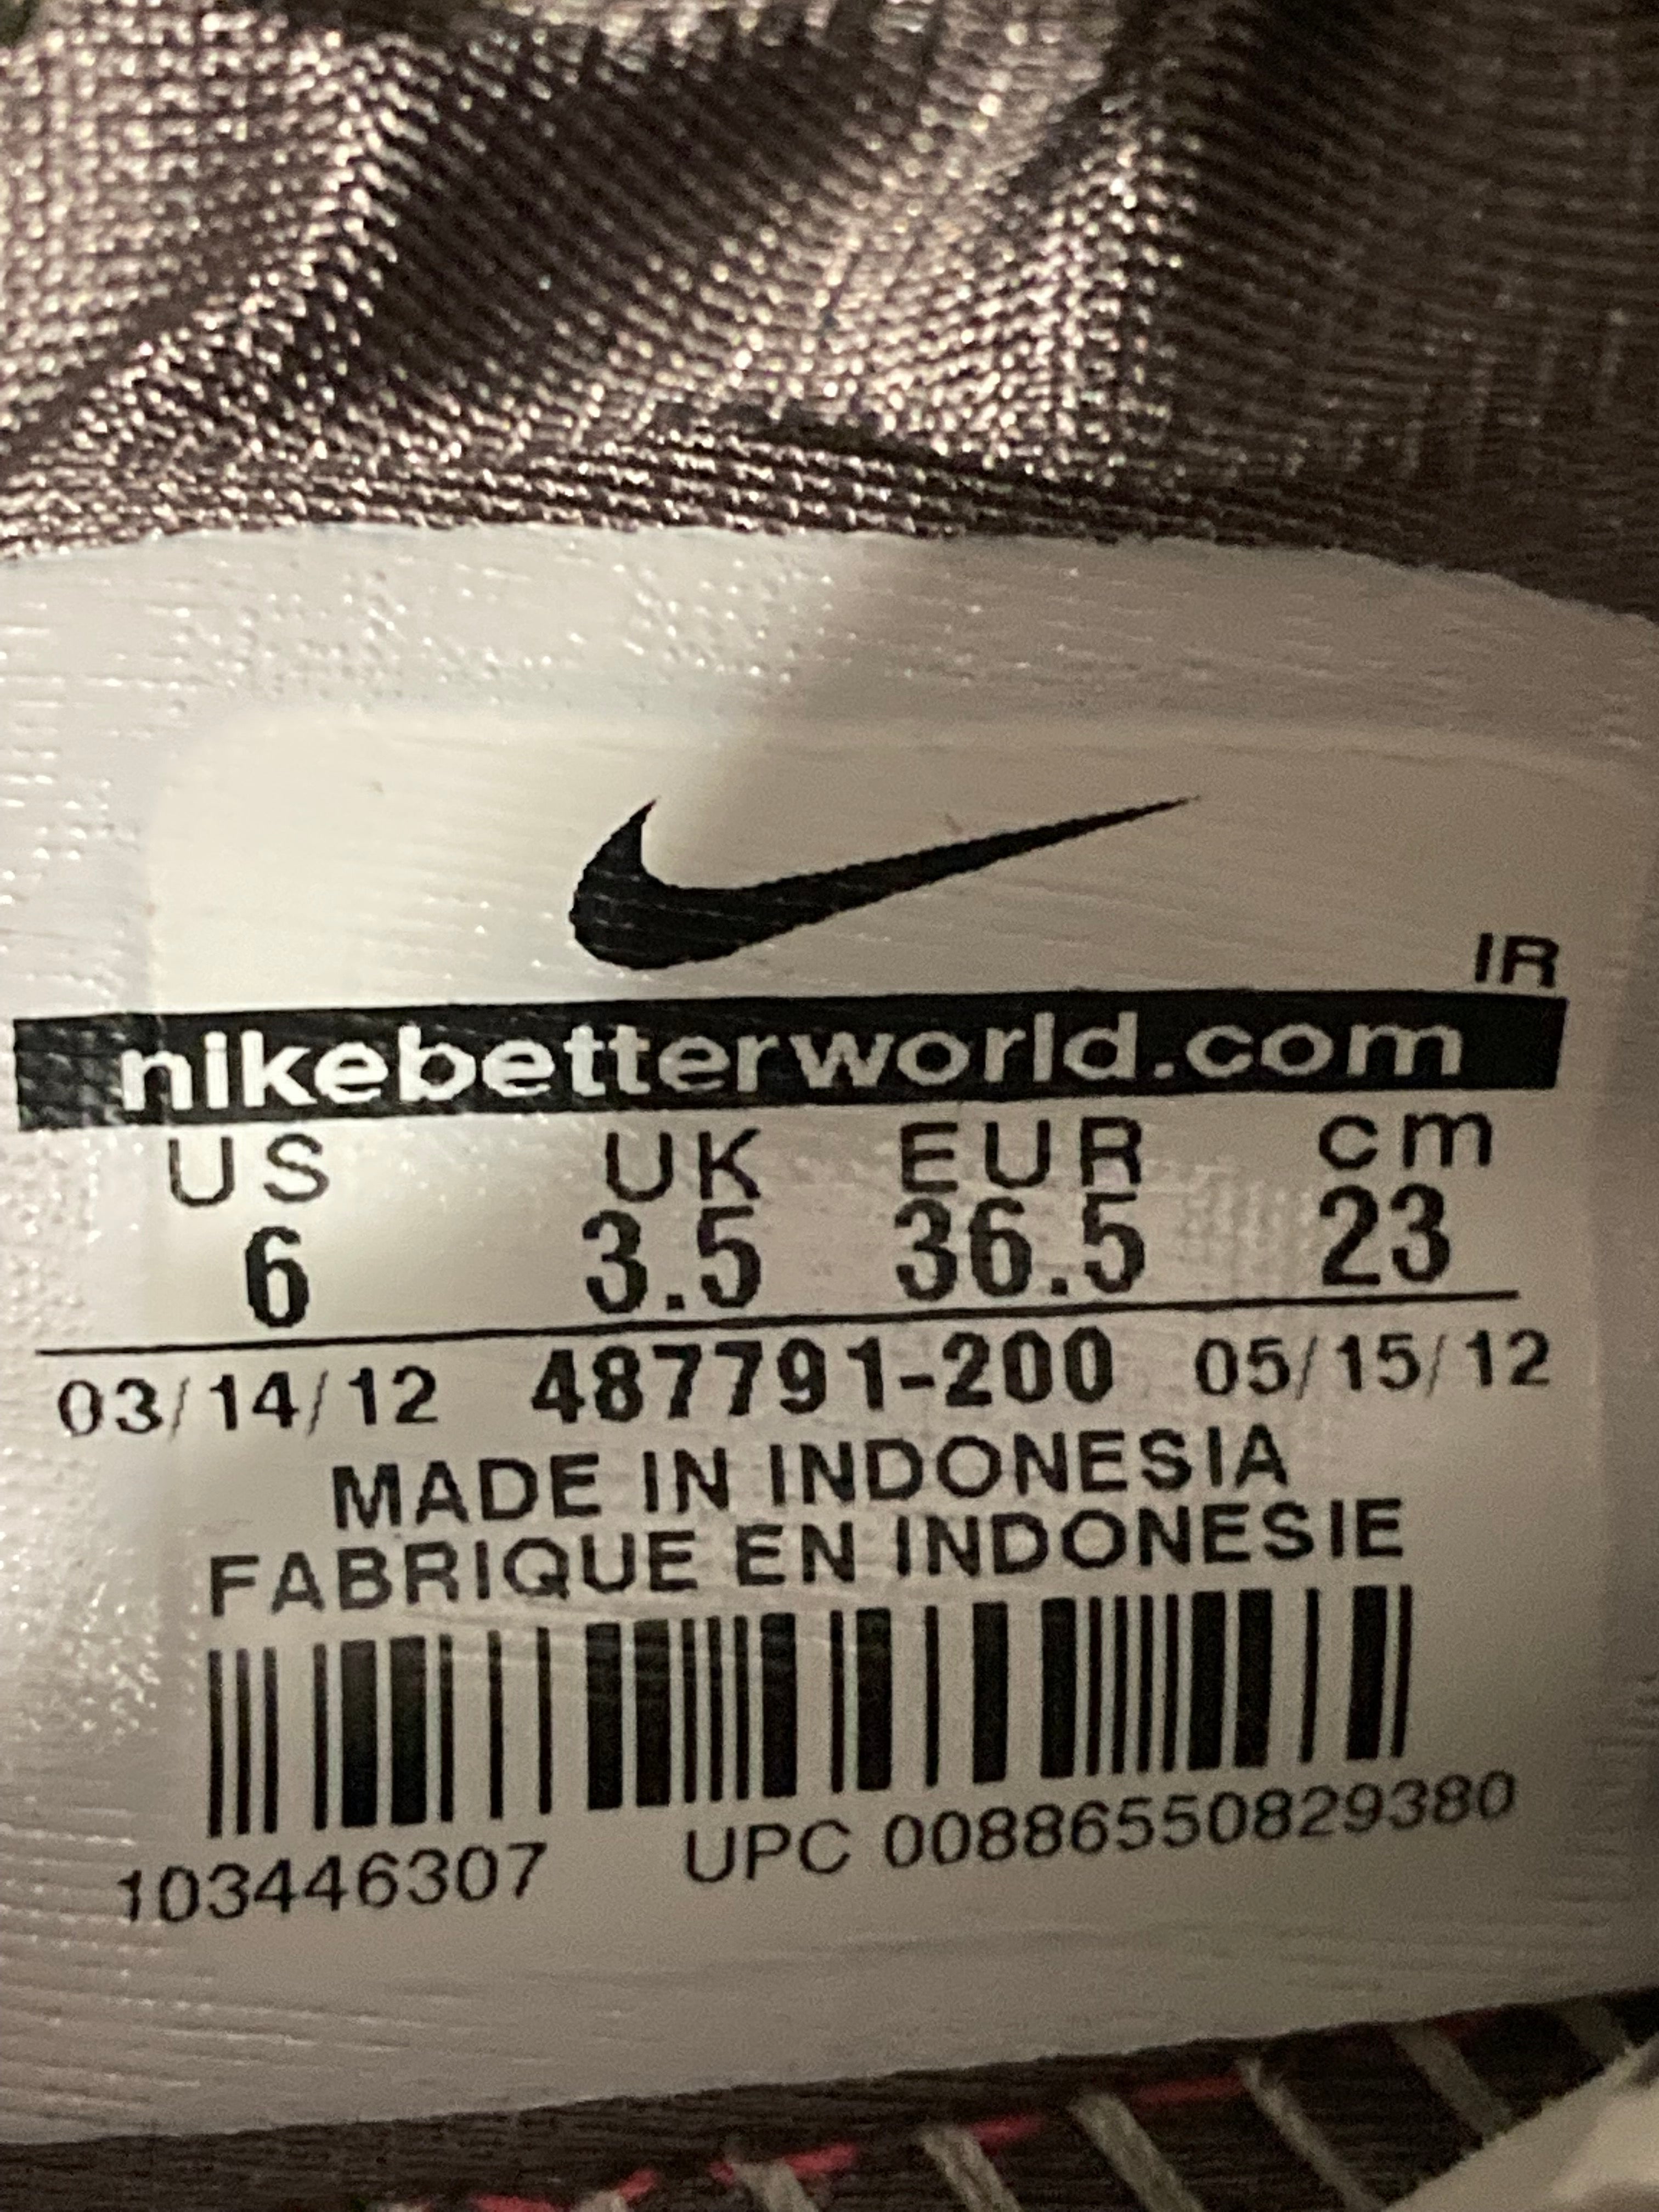 IR
nikebetterworld.com
US UK EUR cm
6 3.5 36.5 23
03/14/12 487791-200 05/15/12
MADE IN INDONESIA
FABRIQUE EN INDONESIE
103446307 UPC 00886550829380